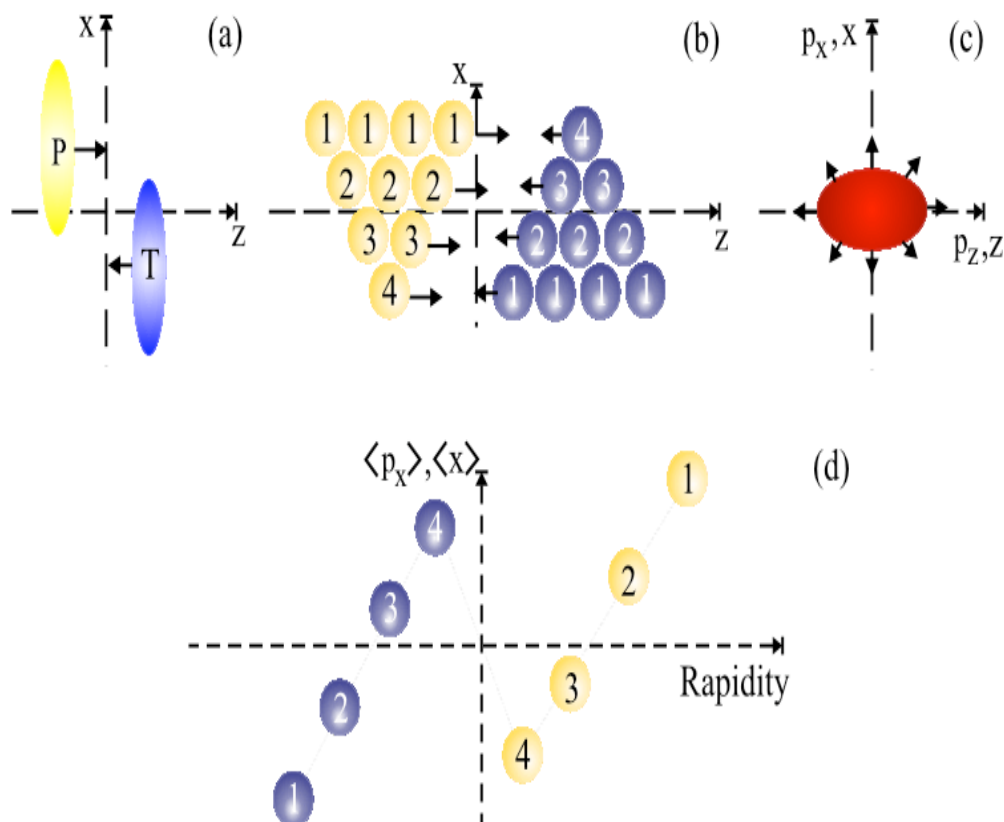 x (a)
P
z
T
(b)
x
1 1 1 1 4
2 2 2 3 3
3 3 2 2 2
z
4 1 1 1 1
(c)
pₓ,x
p_z,z
⟨pₓ⟩,⟨x⟩ (d)
1
4
2
3
Rapidity
3
2
4
1